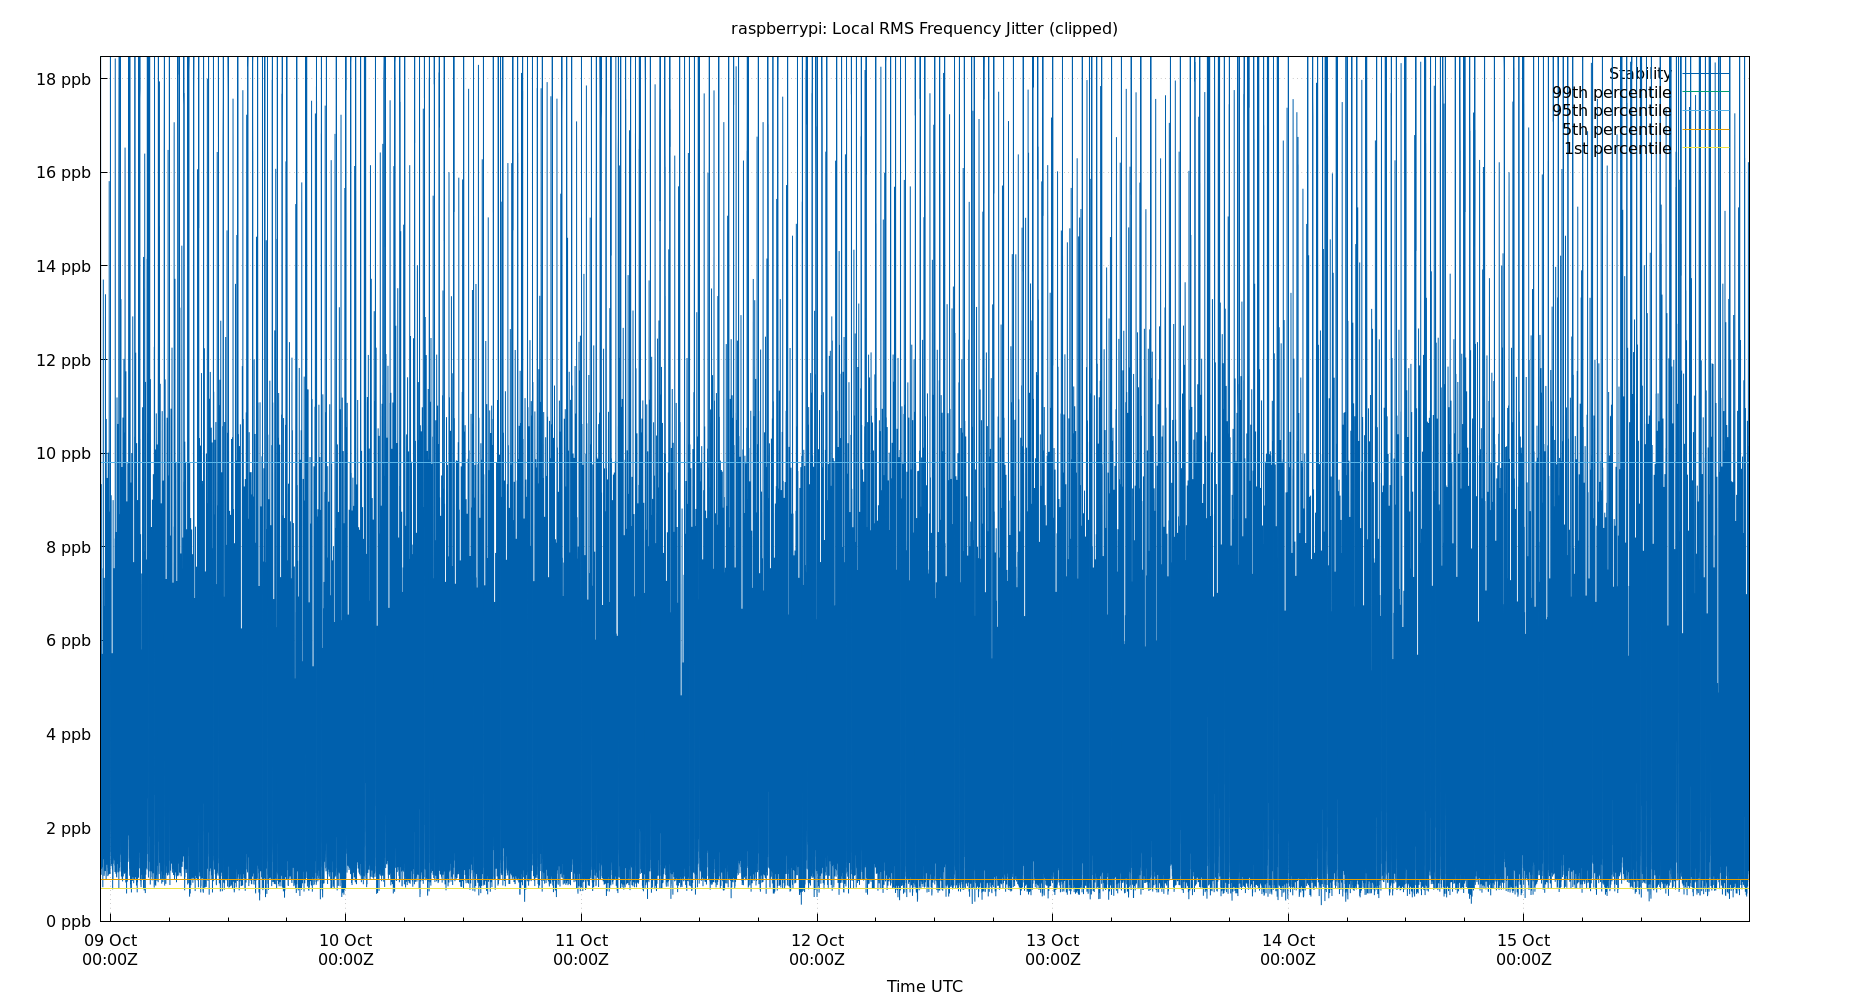 raspberrypi: Local RMS Frequency Jitter (clipped)
18 ppb
16 ppb
14 ppb
12 ppb
10 ppb
8 ppb
6 ppb
4 ppb
2 ppb
0 ppb
Stability
99th percentile
95th percentile
5th percentile
1st percentile
09 Oct 10 Oct 11 Oct 12 Oct 13 Oct 14 Oct 15 Oct
00:00Z 00:00Z 00:00Z 00:00Z 00:00Z 00:00Z 00:00Z
Time UTC